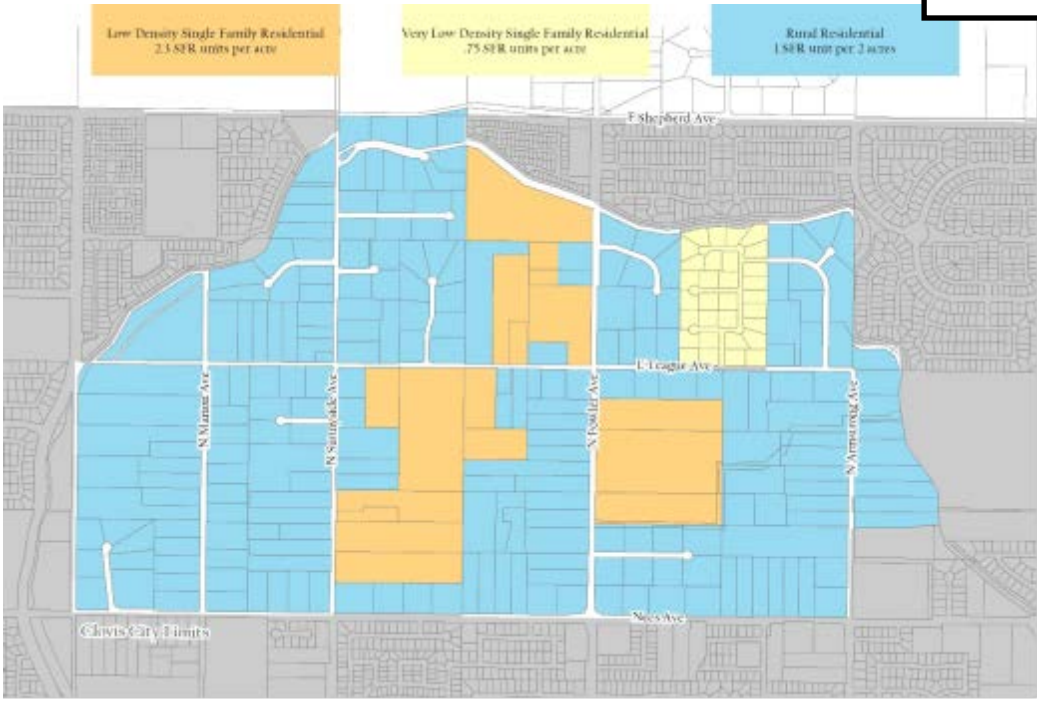 Low Density Single Family Residential
2.3 SFR units per acre
Very Low Density Single Family Residential
.75 SFR units per acre
Rural Residential
1 SFR unit per 2 acres
E Shepherd Ave
E Teague Ave
N Marion Ave
N Sunnyside Ave
N Fowler Ave
N Armstrong Ave
Nees Ave
Clovis City Limits